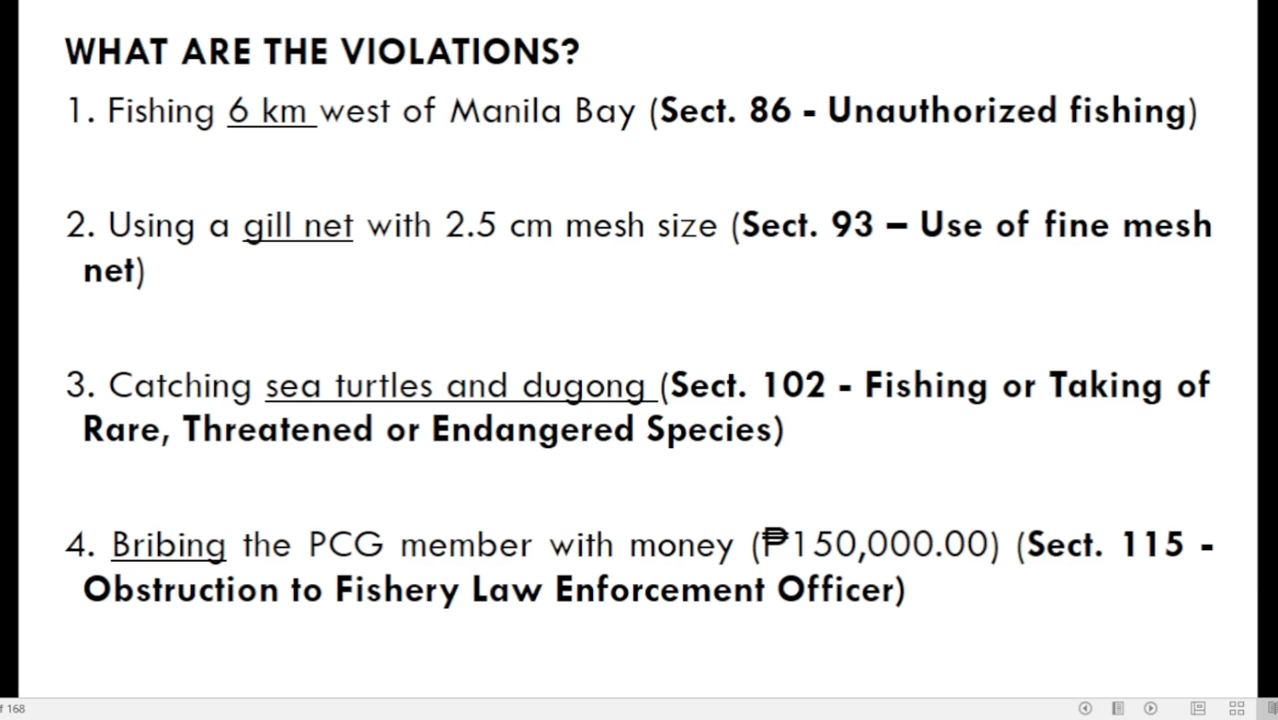 WHAT ARE THE VIOLATIONS?
1. Fishing 6 km west of Manila Bay (Sect. 86 - Unauthorized fishing)
2. Using a gill net with 2.5 cm mesh size (Sect. 93 – Use of fine mesh
net)
3. Catching sea turtles and dugong (Sect. 102 - Fishing or Taking of
Rare, Threatened or Endangered Species)
4. Bribing the PCG member with money (₱150,000.00) (Sect. 115 -
Obstruction to Fishery Law Enforcement Officer)
f 168